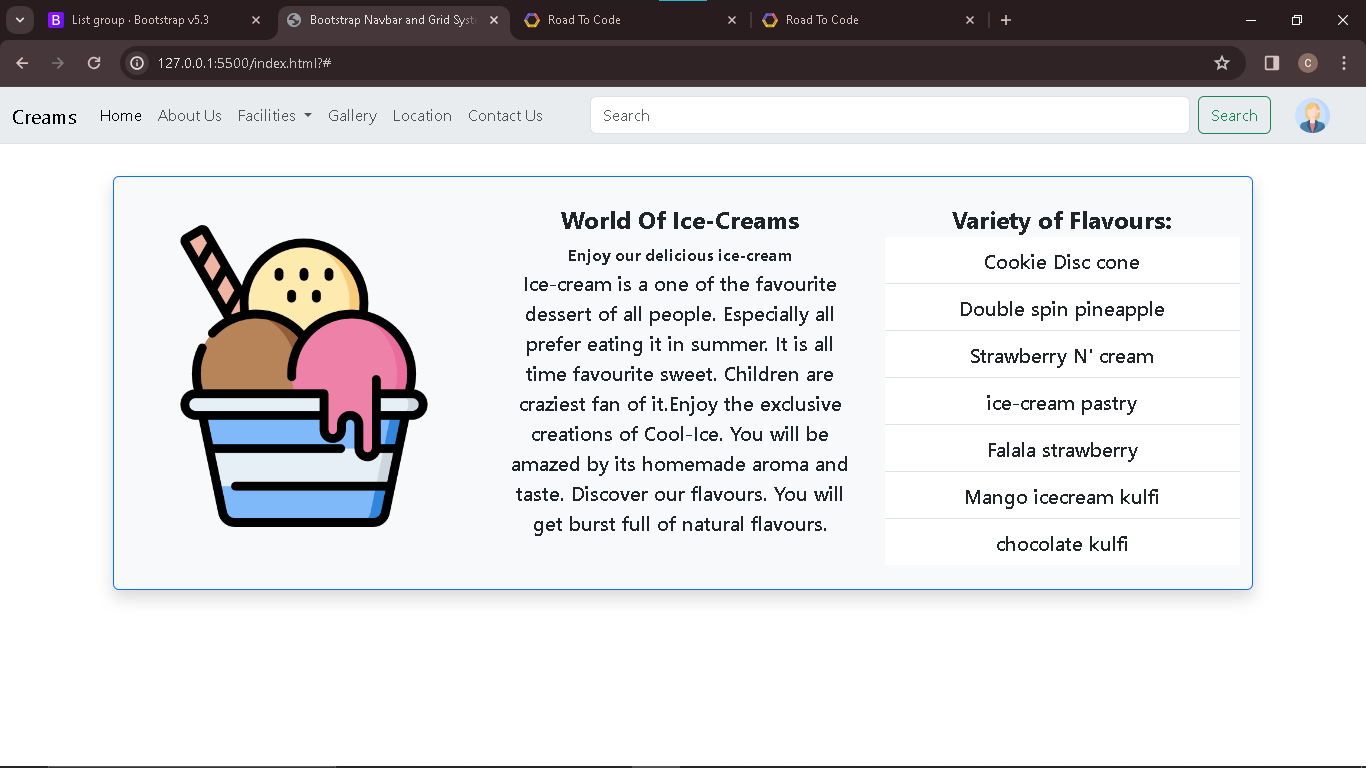 List group · Bootstrap v5.3
Bootstrap Navbar and Grid Syst
Road To Code
Road To Code
127.0.0.1:5500/index.html?#
C
Creams Home About Us Facilities Gallery Location Contact Us Search Search
World Of Ice-Creams
Enjoy our delicious ice-cream
Ice-cream is a one of the favourite
dessert of all people. Especially all
prefer eating it in summer. It is all
time favourite sweet. Children are
craziest fan of it.Enjoy the exclusive
creations of Cool-Ice. You will be
amazed by its homemade aroma and
taste. Discover our flavours. You will
get burst full of natural flavours.
Variety of Flavours:
Cookie Disc cone
Double spin pineapple
Strawberry N' cream
ice-cream pastry
Falala strawberry
Mango icecream kulfi
chocolate kulfi